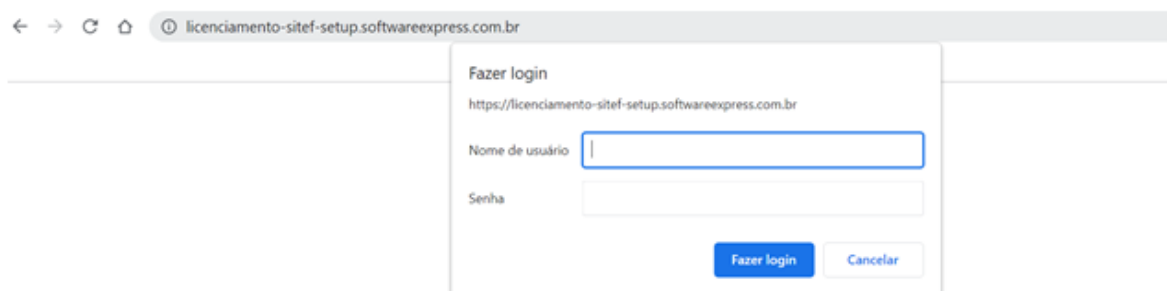 licenciamento-sitef-setup.softwareexpress.com.br
Fazer login
https://licenciamento-sitef-setup.softwareexpress.com.br
Nome de usuário
Senha
Fazer login Cancelar